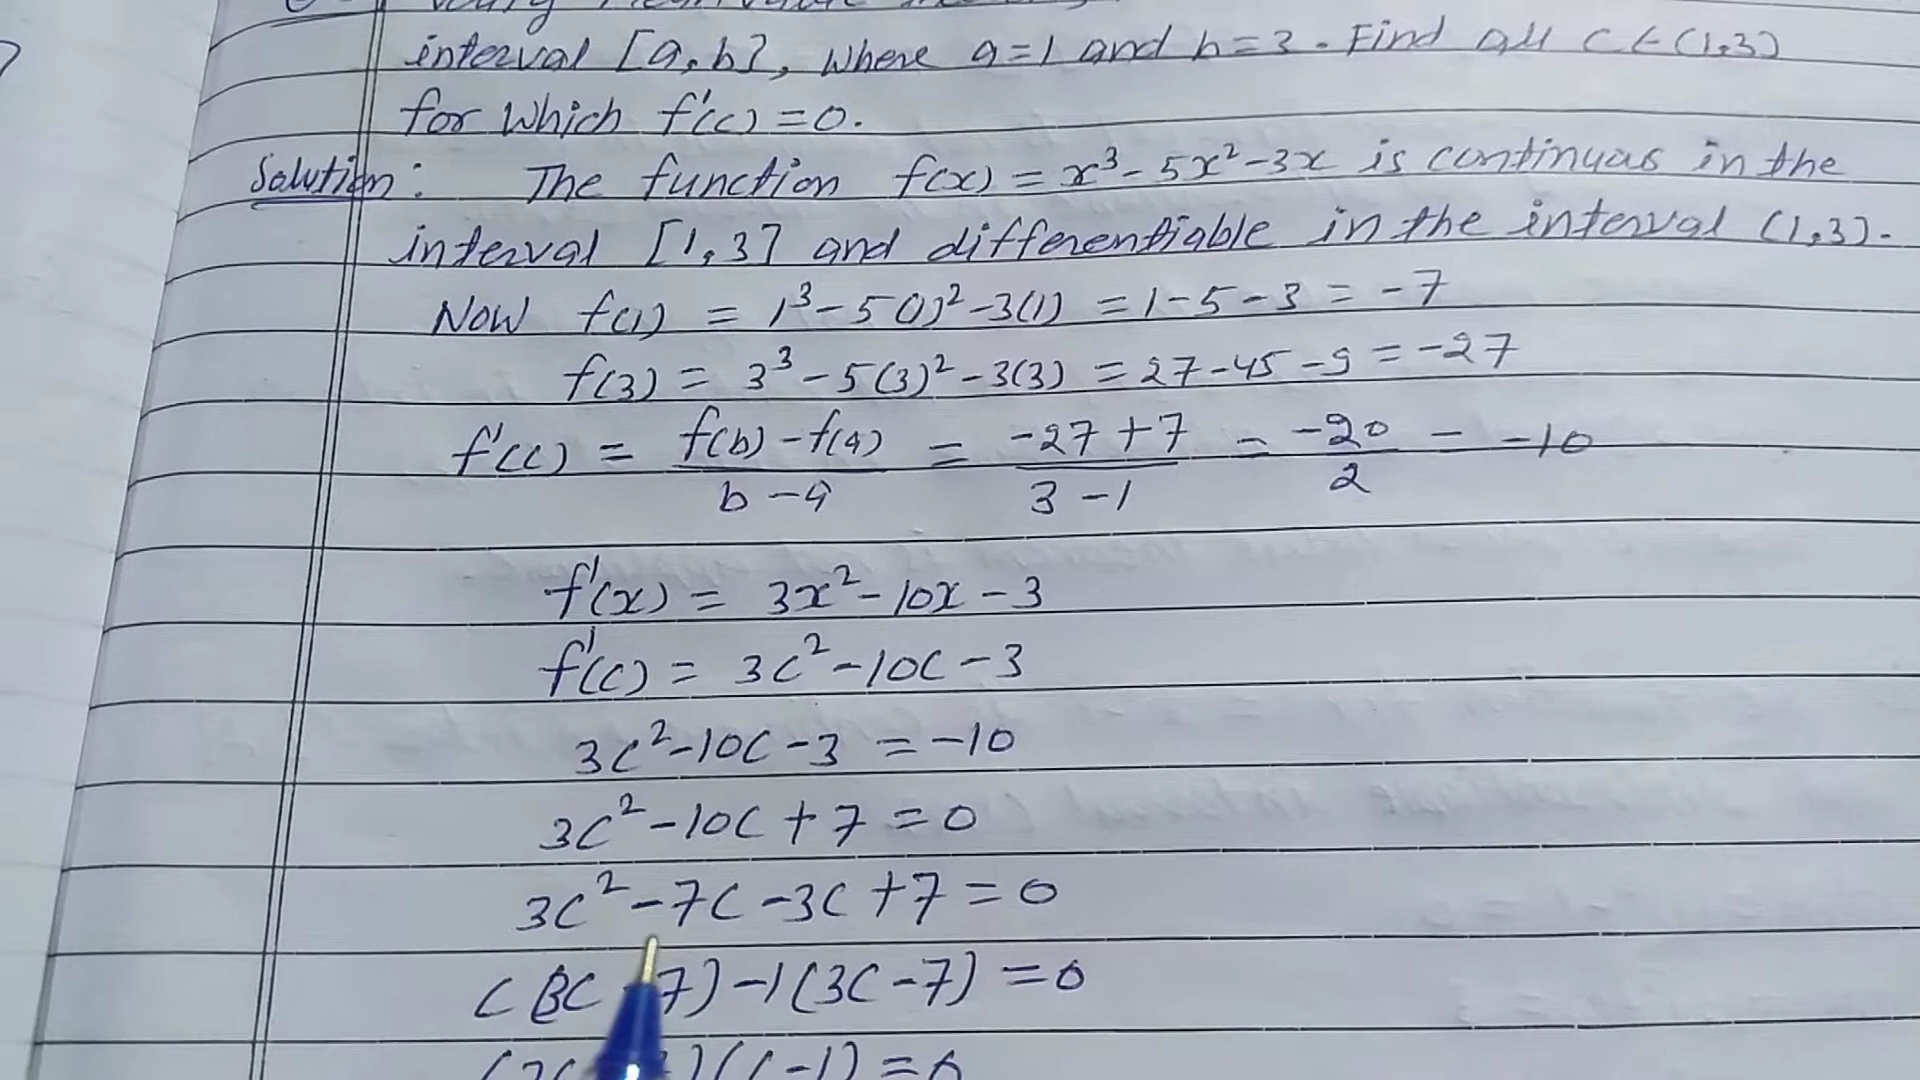 interval [a,b], where a=1 and b=3. Find all C ∈ (1,3)
for which f'(c) = 0.
Solution: The function f(x) = x³ - 5x² - 3x is continuas in the
interval [1,3] and differentiable in the interval (1,3).
Now f(1) = 1³ - 5(1)² - 3(1) = 1 - 5 - 3 = -7
f(3) = 3³ - 5(3)² - 3(3) = 27 - 45 - 9 = -27
f'(c) = f(b) - f(a) / b - a = -27 + 7 / 3 - 1 = -20 / 2 = -10
f'(x) = 3x² - 10x - 3
f'(c) = 3c² - 10c - 3
3c² - 10c - 3 = -10
3c² - 10c + 7 = 0
3c² - 7c - 3c + 7 = 0
c(3c 7) - 1(3c - 7) = 0
(c - 1) = 0